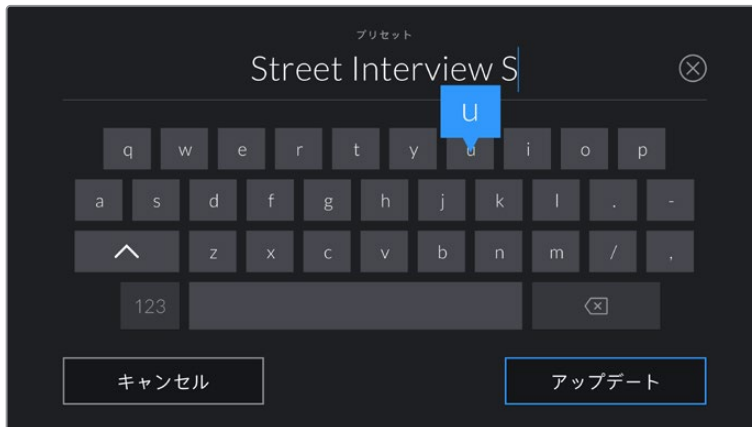 プリセット
Street Interview S
u
q w e r t y u i o p
a s d f g h j k l . -
z x c v b n m / ,
123
キャンセル アップデート